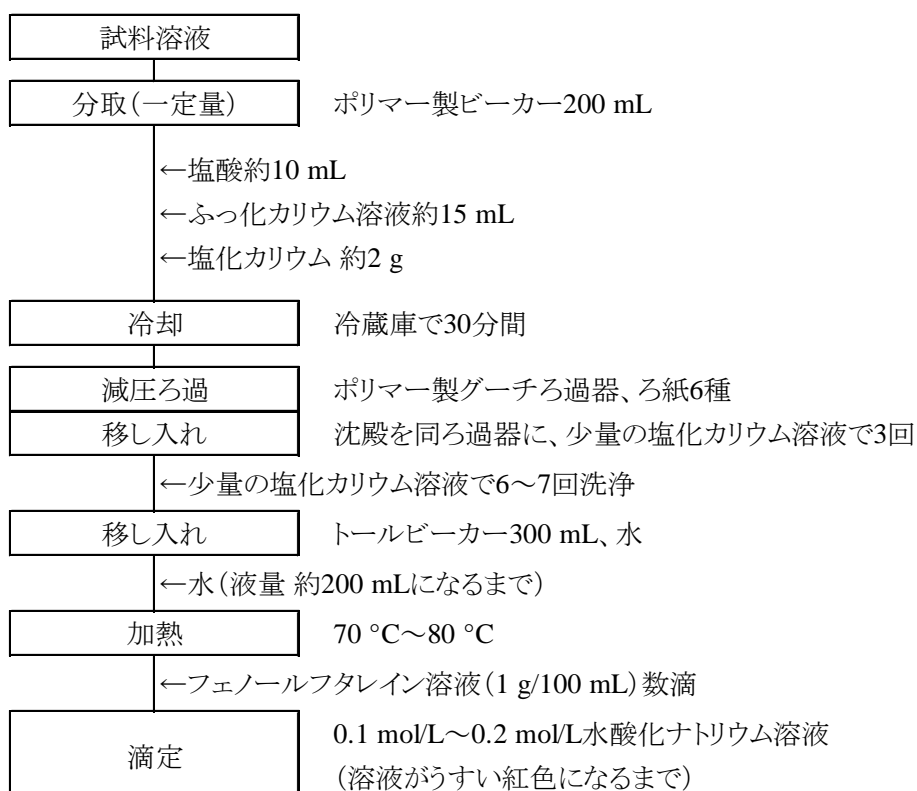 試料溶液
分取（一定量） ポリマー製ビーカー200 mL
←塩酸約10 mL
←ふっ化カリウム溶液約15 mL
←塩化カリウム 約2 g
冷却 冷蔵庫で30分間
減圧ろ過 ポリマー製グーチろ過器、ろ紙6種
移し入れ 沈殿を同ろ過器に、少量の塩化カリウム溶液で3回
←少量の塩化カリウム溶液で6～7回洗浄
移し入れ トールビーカー300 mL、水
←水（液量 約200 mLになるまで）
加熱 70 °C～80 °C
←フェノールフタレイン溶液（1 g/100 mL）数滴
滴定 0.1 mol/L～0.2 mol/L水酸化ナトリウム溶液
（溶液がうすい紅色になるまで）